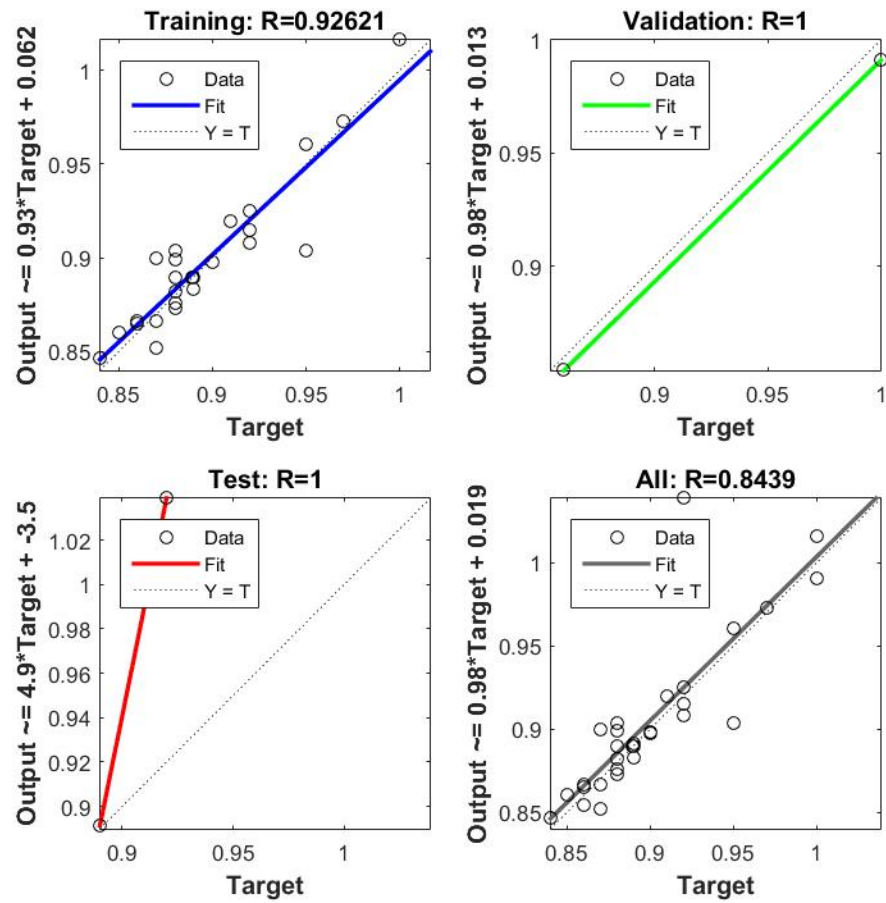 Training: R=0.92621
Output ~= 0.93*Target + 0.062
1
0.95
0.9
0.85
Data
Fit
Y = T
0.85 0.9 0.95 1
Target
Validation: R=1
Output ~= 0.98*Target + 0.013
1
0.95
0.9
Data
Fit
Y = T
0.9 0.95 1
Target
Test: R=1
Output ~= 4.9*Target + -3.5
1.02
1
0.98
0.96
0.94
0.92
0.9
Data
Fit
Y = T
0.9 0.95 1
Target
All: R=0.8439
Output ~= 0.98*Target + 0.019
1
0.95
0.9
0.85
Data
Fit
Y = T
0.85 0.9 0.95 1
Target